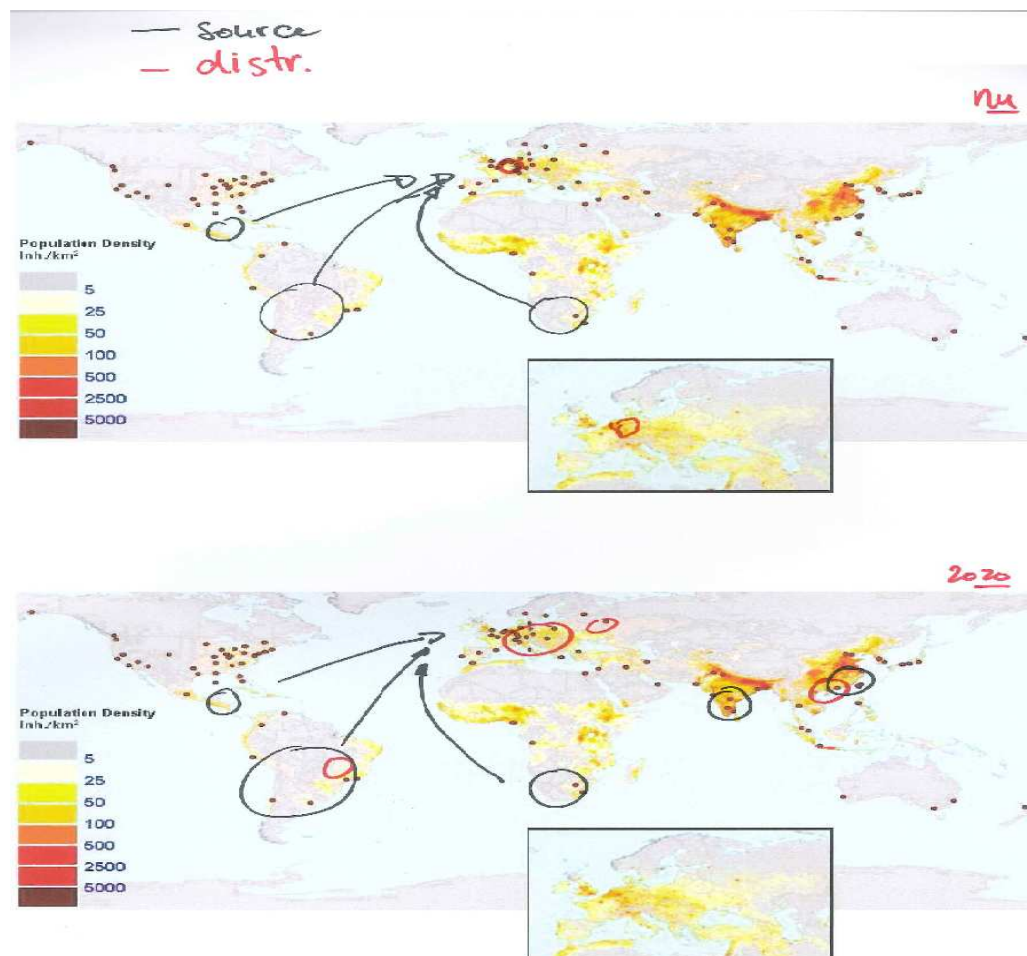 — Source
— distr.
nu
Population Density
Inh./km²
5
25
50
100
500
2500
5000
2020
Population Density
Inh./km²
5
25
50
100
500
2500
5000